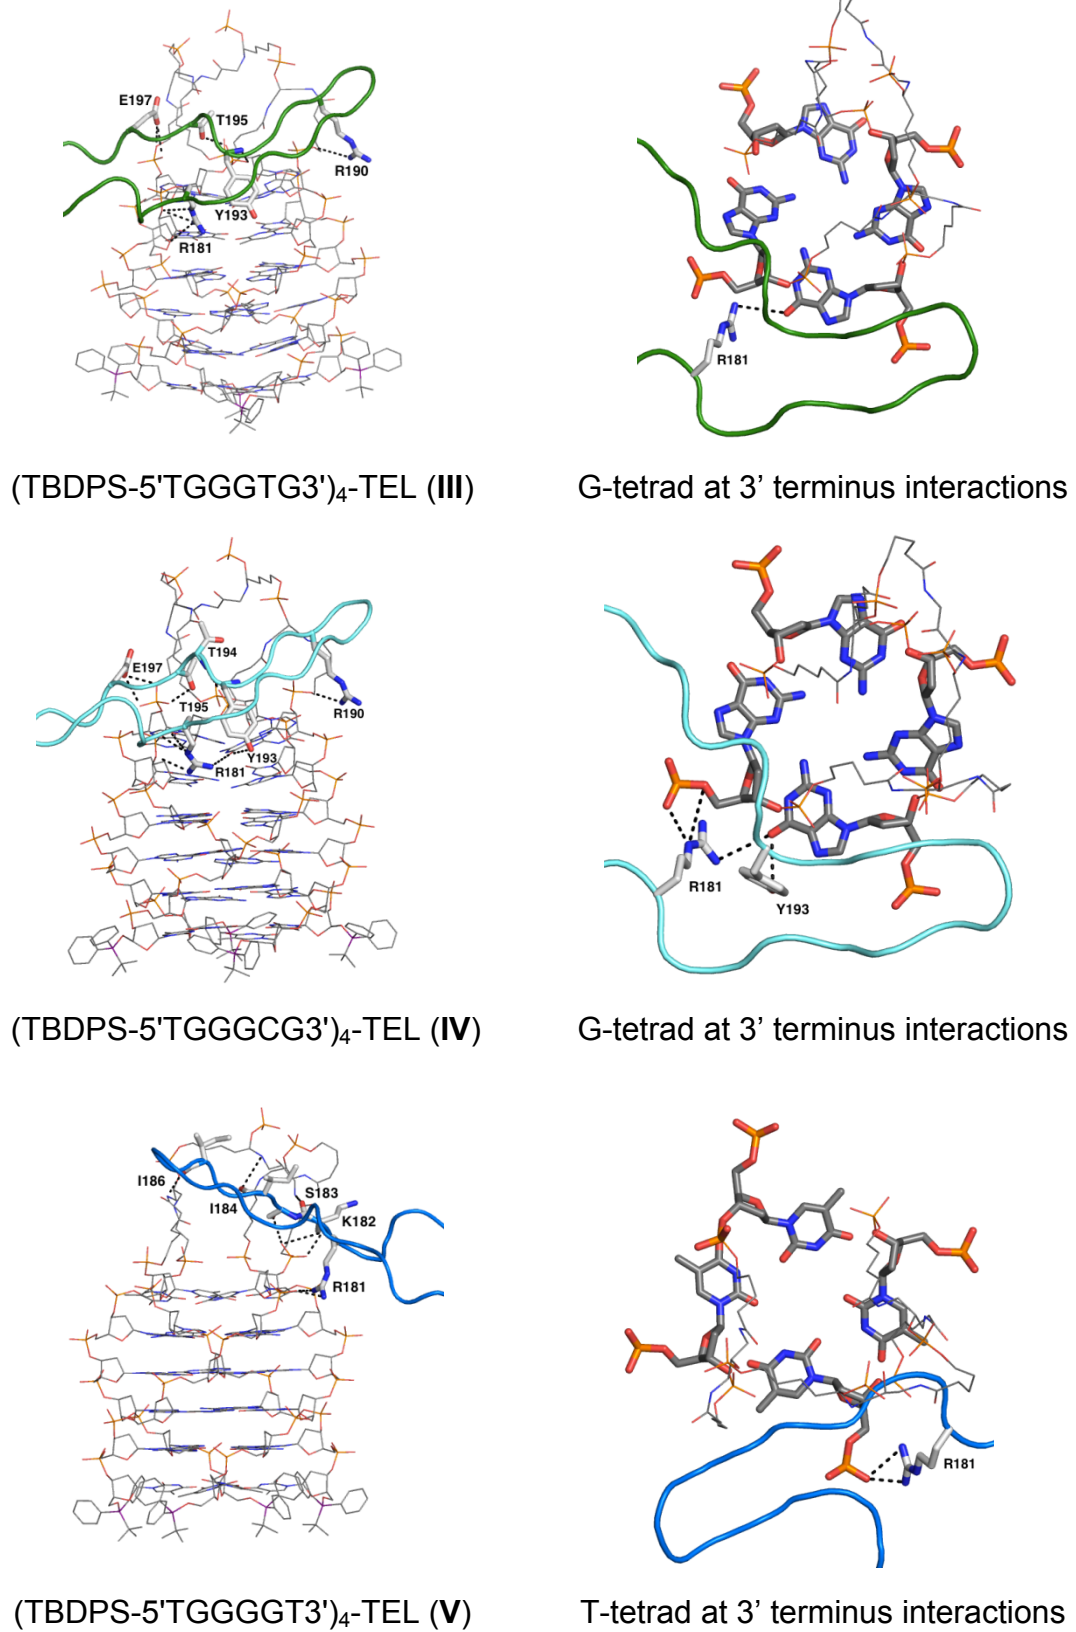 E197
T195
R190
Y193
R181
R181
(TBDPS-5'TGGGTG3')₄-TEL (III)
G-tetrad at 3’ terminus interactions
E197
T194
T195
R190
Y193
R181
R181
Y193
(TBDPS-5'TGGGCG3')₄-TEL (IV)
G-tetrad at 3’ terminus interactions
I186
S183
I184
K182
R181
R181
(TBDPS-5'TGGGGT3')₄-TEL (V)
T-tetrad at 3’ terminus interactions